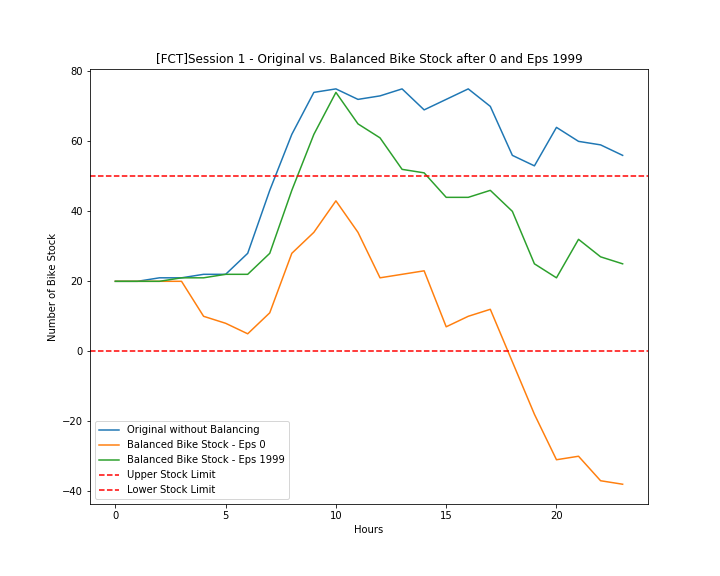 [FCT]Session 1 - Original vs. Balanced Bike Stock after 0 and Eps 1999
Number of Bike Stock
80
60
40
20
0
−20
−40
Original without Balancing
Balanced Bike Stock - Eps 0
Balanced Bike Stock - Eps 1999
Upper Stock Limit
Lower Stock Limit
0 5 10 15 20
Hours